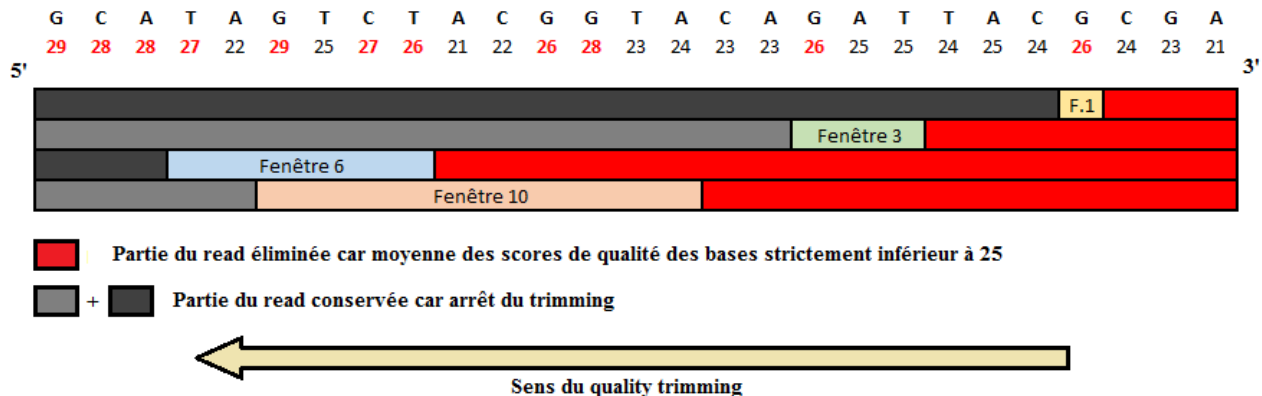 G C A T A G T C T A C G G T A C A G A T T A C G C G A
29 28 28 27 22 29 25 27 26 21 22 26 28 23 24 23 23 26 25 25 24 25 24 26 24 23 21
5' 3'
F.1
Fenêtre 3
Fenêtre 6
Fenêtre 10
Partie du read éliminée car moyenne des scores de qualité des bases strictement inférieur à 25
+ Partie du read conservée car arrêt du trimming
Sens du quality trimming